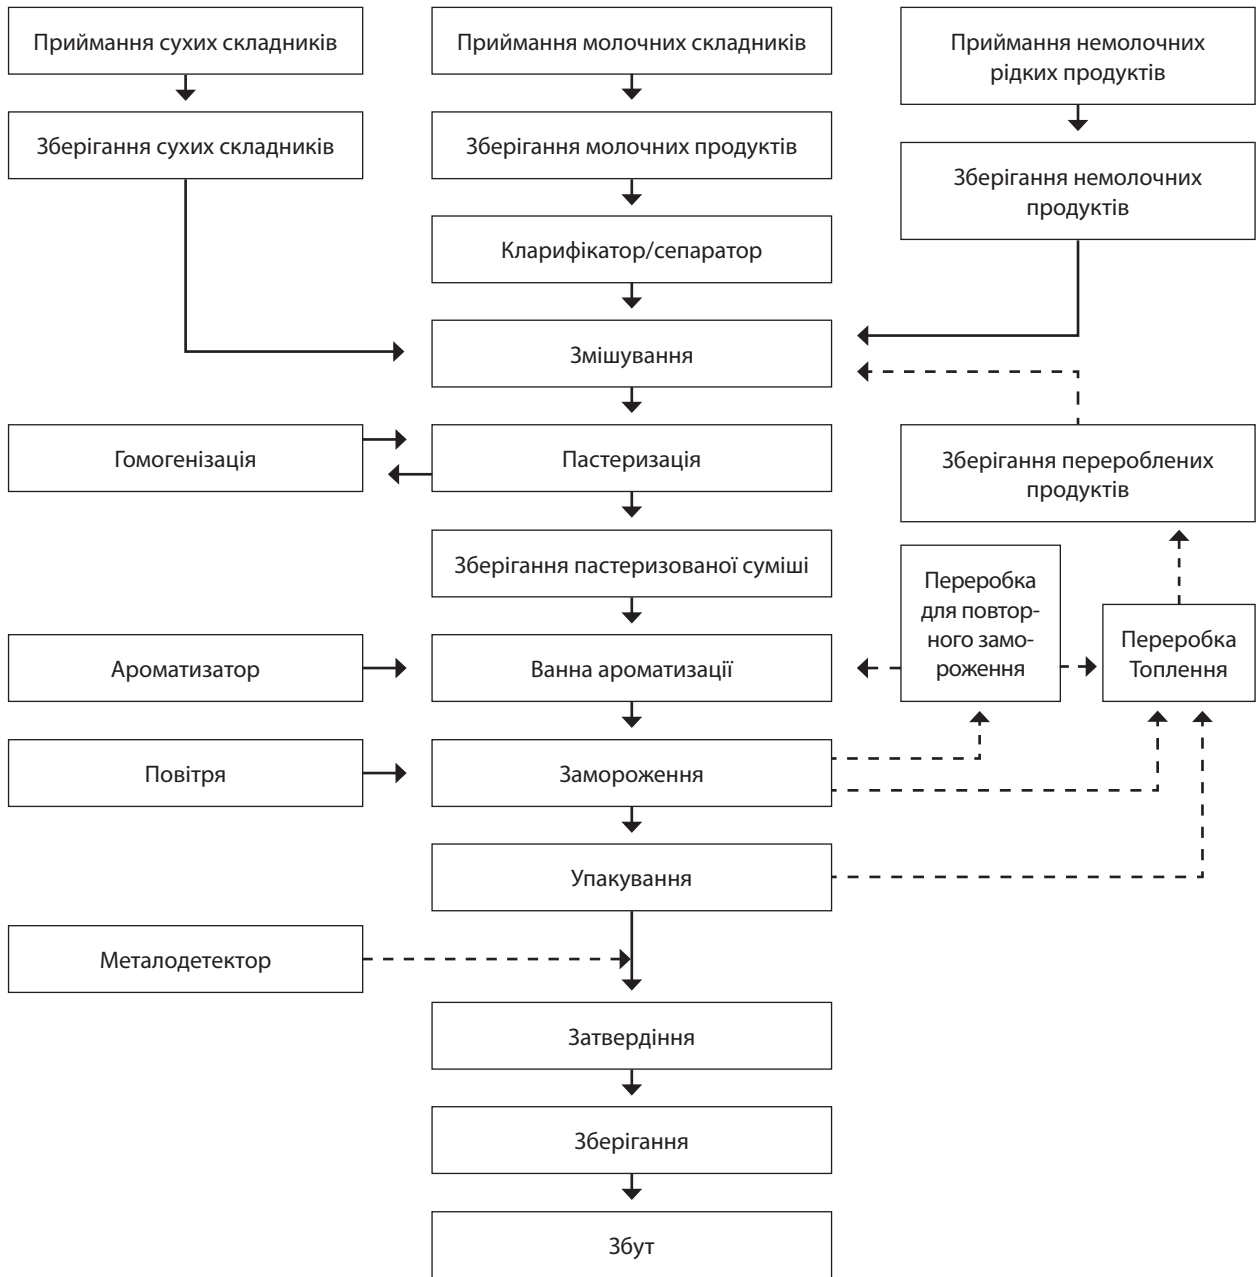 Приймання сухих складників
Приймання молочних складників
Приймання немолочних
рідких продуктів
Зберігання сухих складників
Зберігання молочних продуктів
Зберігання немолочних
продуктів
Кларифікатор/сепаратор
Змішування
Гомогенізація
Пастеризація
Зберігання перероблених
продуктів
Зберігання пастеризованої суміші
Переробка
для повтор-
ного замо-
роження
Переробка
Топлення
Ароматизатор
Ванна ароматизації
Повітря
Замороження
Упакування
Металодетектор
Затвердіння
Зберігання
Збут